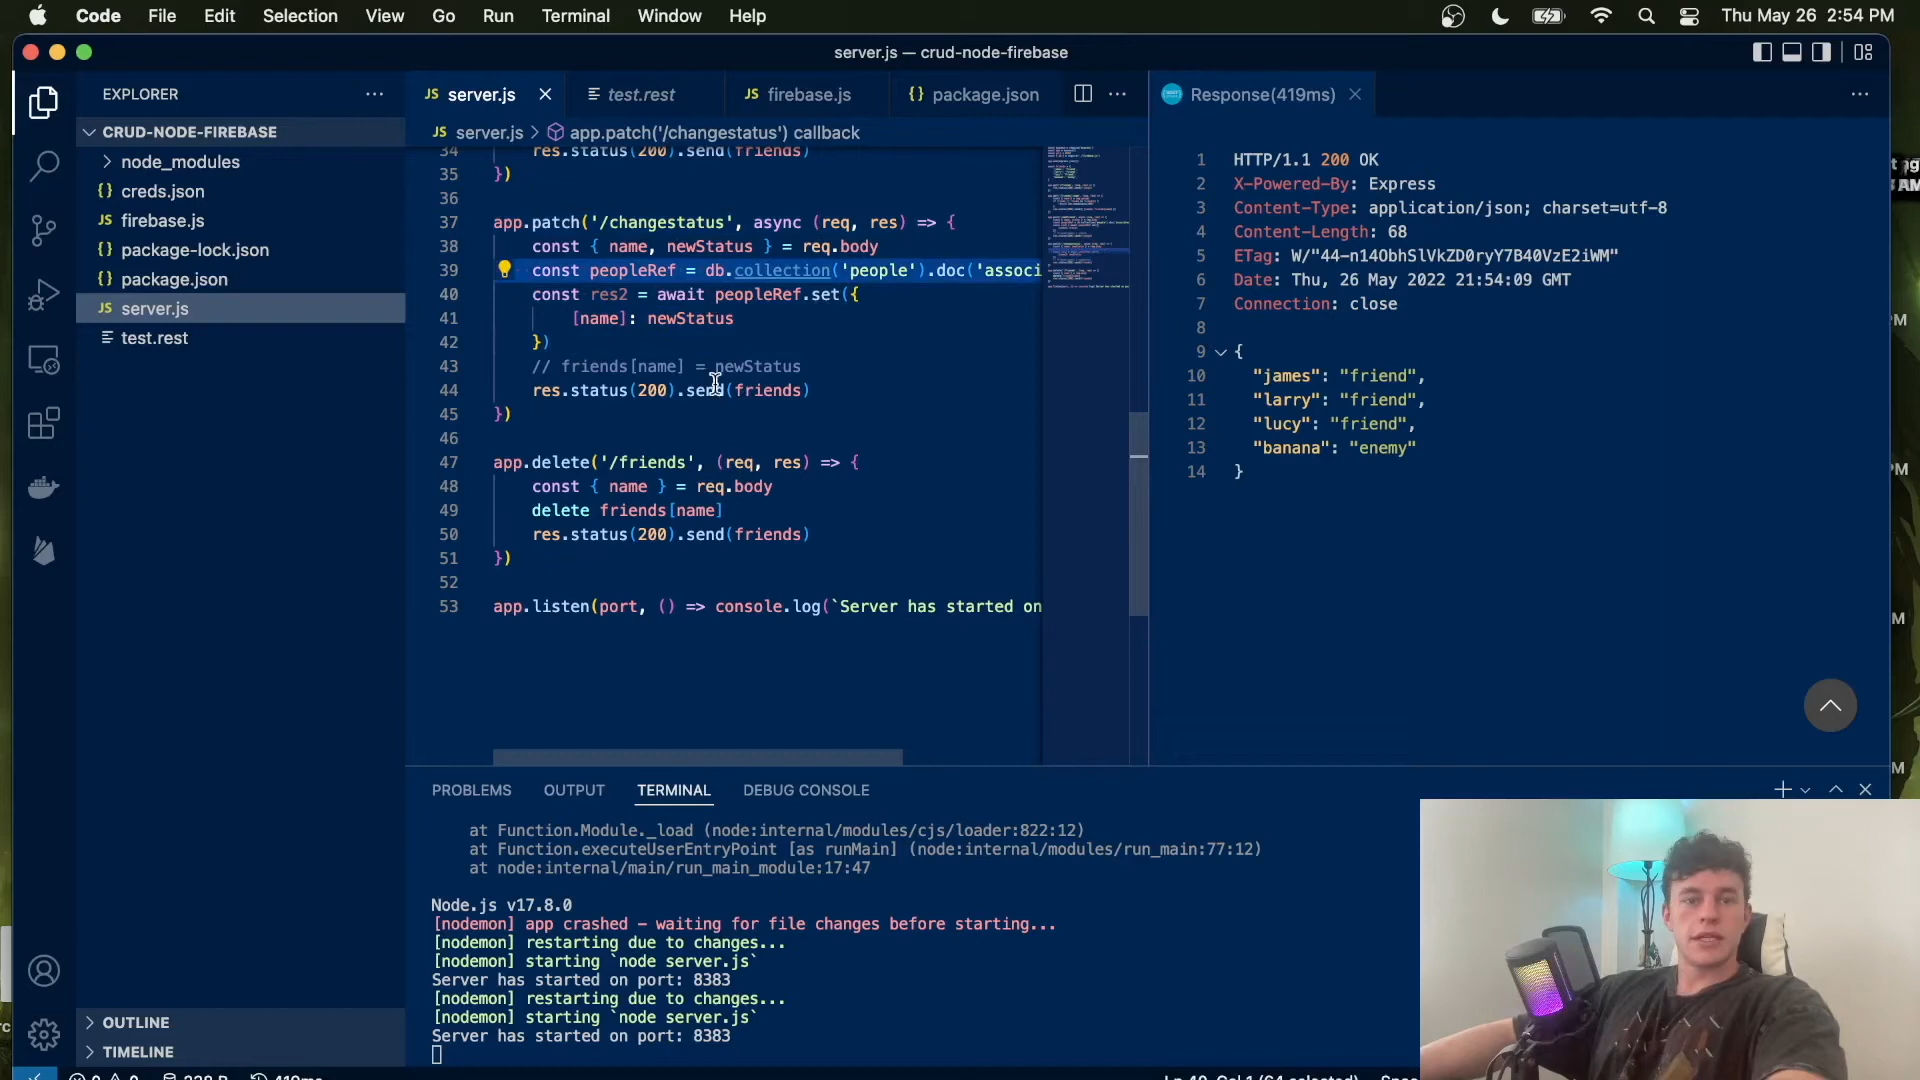 Code File Edit Selection View Go Run Terminal Window Help Thu May 26 2:54 PM
server.js — crud-node-firebase
EXPLORER
CRUD-NODE-FIREBASE
node_modules
{} creds.json
JS firebase.js
{} package-lock.json
{} package.json
JS server.js
test.rest
OUTLINE
TIMELINE
JS server.js
test.rest
JS firebase.js
{} package.json
JS server.js > app.patch('/changestatus') callback
34 res.status(200).send(friends)
35 })
36
37 app.patch('/changestatus', async (req, res) => {
38 const { name, newStatus } = req.body
39 const peopleRef = db.collection('people').doc('associ
40 const res2 = await peopleRef.set({
41 [name]: newStatus
42 })
43 // friends[name] = newStatus
44 res.status(200).send(friends)
45 })
46
47 app.delete('/friends', (req, res) => {
48 const { name } = req.body
49 delete friends[name]
50 res.status(200).send(friends)
51 })
52
53 app.listen(port, () => console.log(`Server has started on
Response(419ms)
1 HTTP/1.1 200 OK
2 X-Powered-By: Express
3 Content-Type: application/json; charset=utf-8
4 Content-Length: 68
5 ETag: W/"44-n14ObhSlVkZD0ryY7B40VzE2iWM"
6 Date: Thu, 26 May 2022 21:54:09 GMT
7 Connection: close
8
9 {
10 "james": "friend",
11 "larry": "friend",
12 "lucy": "friend",
13 "banana": "enemy"
14 }
PROBLEMS OUTPUT TERMINAL DEBUG CONSOLE
at Function.Module._load (node:internal/modules/cjs/loader:822:12)
at Function.executeUserEntryPoint [as runMain] (node:internal/modules/run_main:77:12)
at node:internal/main/run_main_module:17:47
Node.js v17.8.0
[nodemon] app crashed - waiting for file changes before starting...
[nodemon] restarting due to changes...
[nodemon] starting `node server.js`
Server has started on port: 8383
[nodemon] restarting due to changes...
[nodemon] starting `node server.js`
Server has started on port: 8383